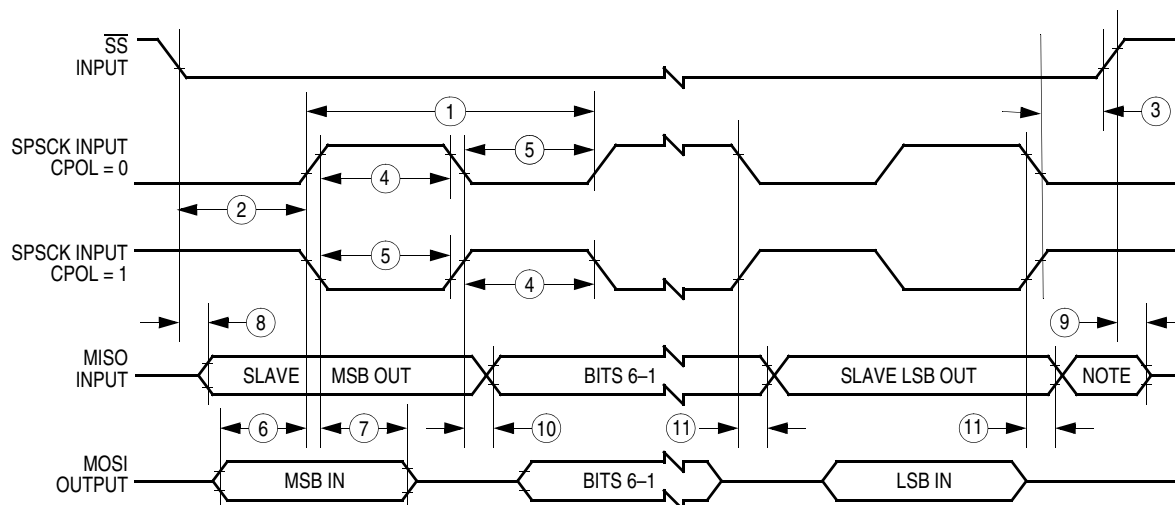 SS
INPUT
1
3
SPSCK INPUT
CPOL = 0
5
4
2
SPSCK INPUT
CPOL = 1
5
4
8
9
MISO
INPUT
SLAVE MSB OUT
BITS 6–1
SLAVE LSB OUT
NOTE
6
7
10
11
11
MOSI
OUTPUT
MSB IN
BITS 6–1
LSB IN